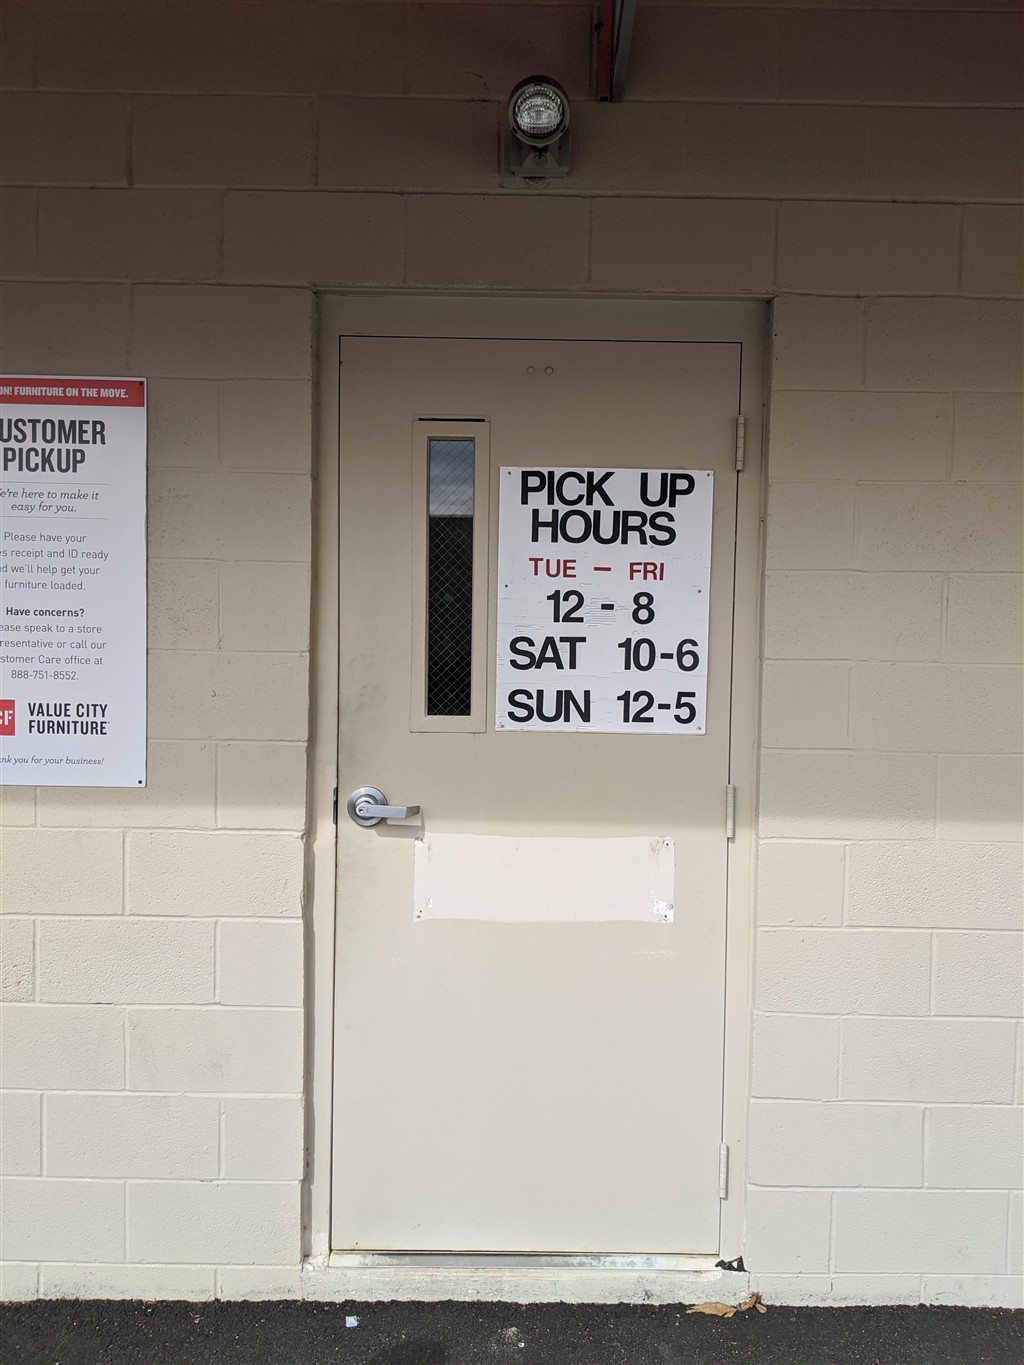 ON! FURNITURE ON THE MOVE.
USTOMER
PICKUP
e're here to make it
easy for you.
Please have your
es receipt and ID ready
d we'll help get your
furniture loaded.
Have concerns?
ease speak to a store
resentative or call our
stomer Care office at
888-751-8552.
CF VALUE CITY
FURNITURE
nk you for your business!
PICK UP
HOURS
TUE - FRI
12 - 8
SAT 10-6
SUN 12-5